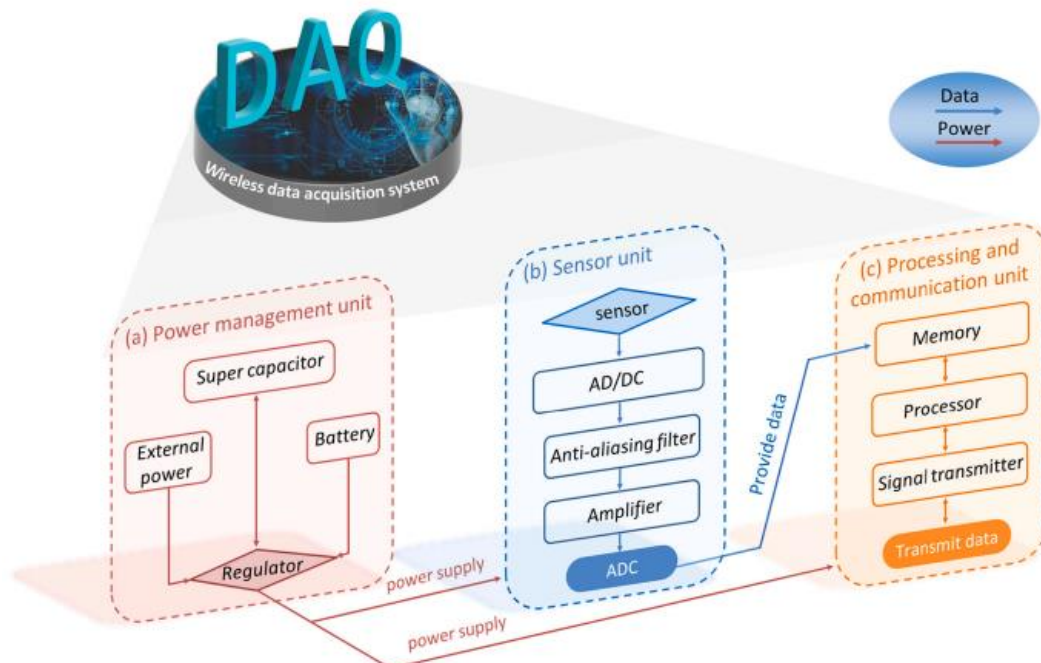 DAQ
Wireless data acquisition system
Data
Power
(a) Power management unit
Super capacitor
External
power
Battery
Regulator
power supply
power supply
(b) Sensor unit
sensor
AD/DC
Anti-aliasing filter
Amplifier
ADC
Provide data
(c) Processing and
communication unit
Memory
Processor
Signal transmitter
Transmit data